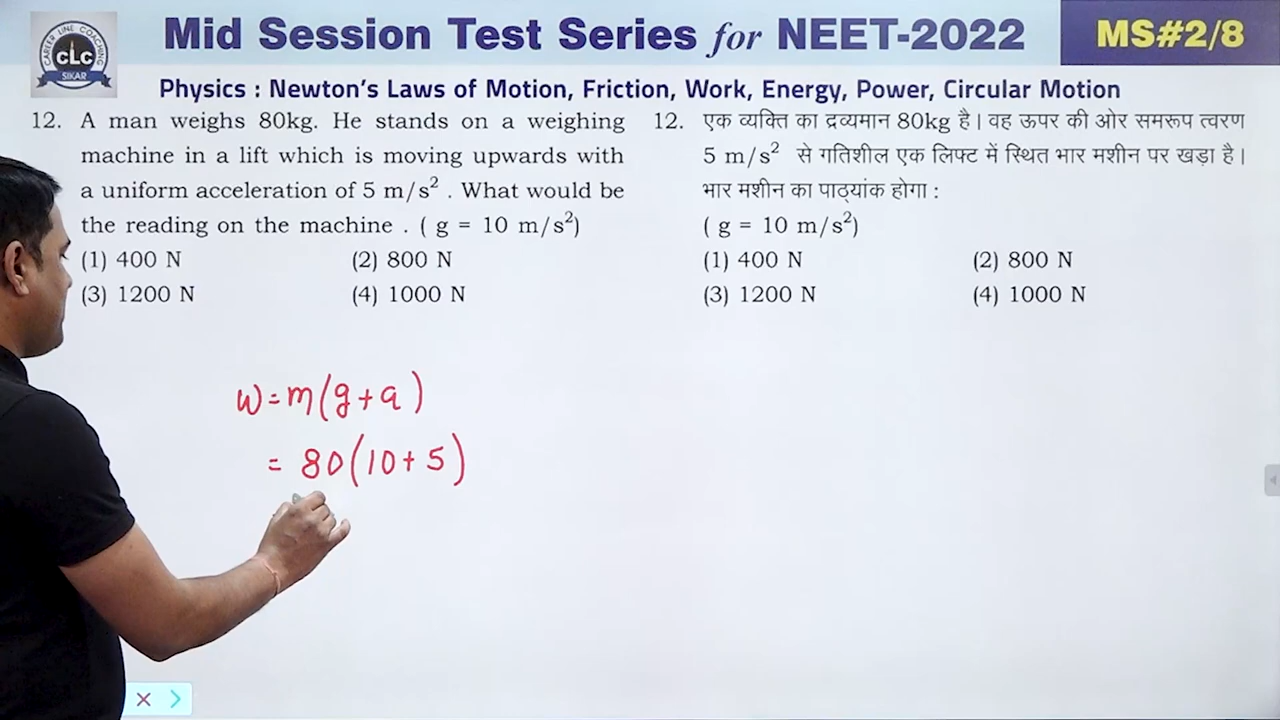 CAREER LINE COACHING
CLC
SIKAR
Mid Session Test Series for NEET-2022
MS#2/8
Physics : Newton's Laws of Motion, Friction, Work, Energy, Power, Circular Motion
12. A man weighs 80kg. He stands on a weighing
machine in a lift which is moving upwards with
a uniform acceleration of 5 m/s² . What would be
the reading on the machine . ( g = 10 m/s²)
(1) 400 N (2) 800 N
(3) 1200 N (4) 1000 N
12. एक व्यक्ति का द्रव्यमान 80kg है। वह ऊपर की ओर समरूप त्वरण
5 m/s² से गतिशील एक लिफ्ट में स्थित भार मशीन पर खड़ा है।
भार मशीन का पाठ्यांक होगा :
( g = 10 m/s²)
(1) 400 N (2) 800 N
(3) 1200 N (4) 1000 N
W=m(g+a)
= 80(10+5)